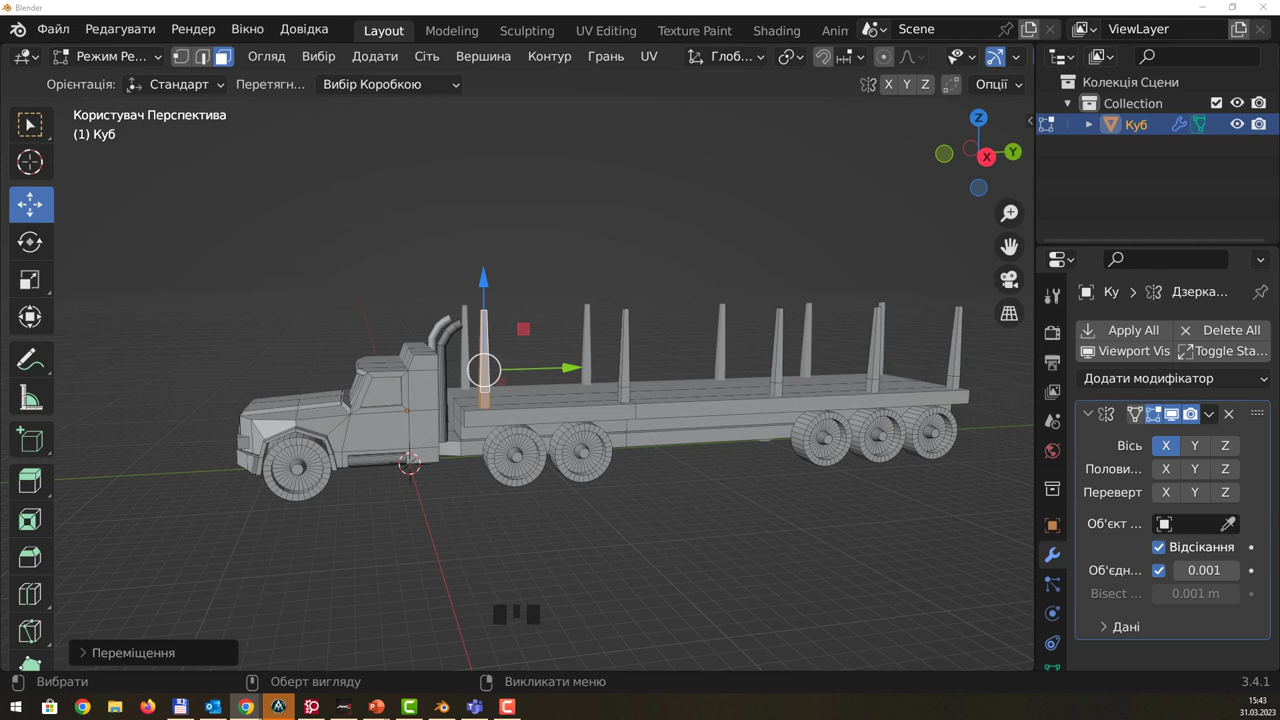 Blender
Файл Редагувати Рендер Вікно Довідка Layout Modeling Sculpting UV Editing Texture Paint Shading Anin Scene ViewLayer
Режим Ре... Огляд Вибір Додати Сіть Вершина Контур Грань UV Глоб...
Орієнтація: Стандарт Перетягн... Вибір Коробкою X Y Z Опції
Користувач Перспектива
(1) Куб
Z
X
Y
Колекція Сцени
Collection
Куб
Ку > Дзерка...
Apply All Delete All
Viewport Vis Toggle Sta...
Додати модифікатор
Вісь X Y Z
Полови... X Y Z
Переверт X Y Z
Об'єкт ...
Відсікання
Об'єдн... 0.001
Bisect ... 0.001 m
Дані
Переміщення
Вибрати Оберт вигляду Викликати меню 3.4.1
15:43
31.03.2023